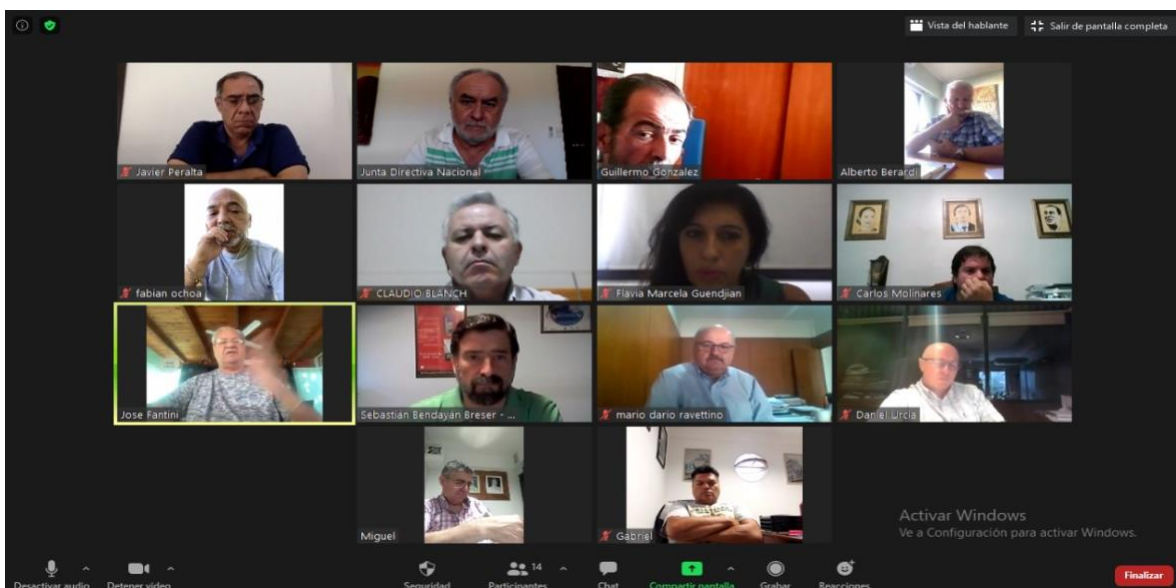 Vista del hablante
Salir de pantalla completa
Javier Peralta
Junta Directiva Nacional
Guillermo Gonzalez
Alberto Berardi
fabian ochoa
CLAUDIO BLANCH
Flavia Marcela Guendjian
Carlos Molinares
Jose Fantini
Sebastián Bendayán Breser - ...
mario dario ravettino
Daniel Urcia
Miguel
Gabriel
Activar Windows
Ve a Configuración para activar Windows.
14
Desactivar audio
Detener video
Seguridad
Participantes
Chat
Compartir pantalla
Grabar
Reacciones
Finalizar